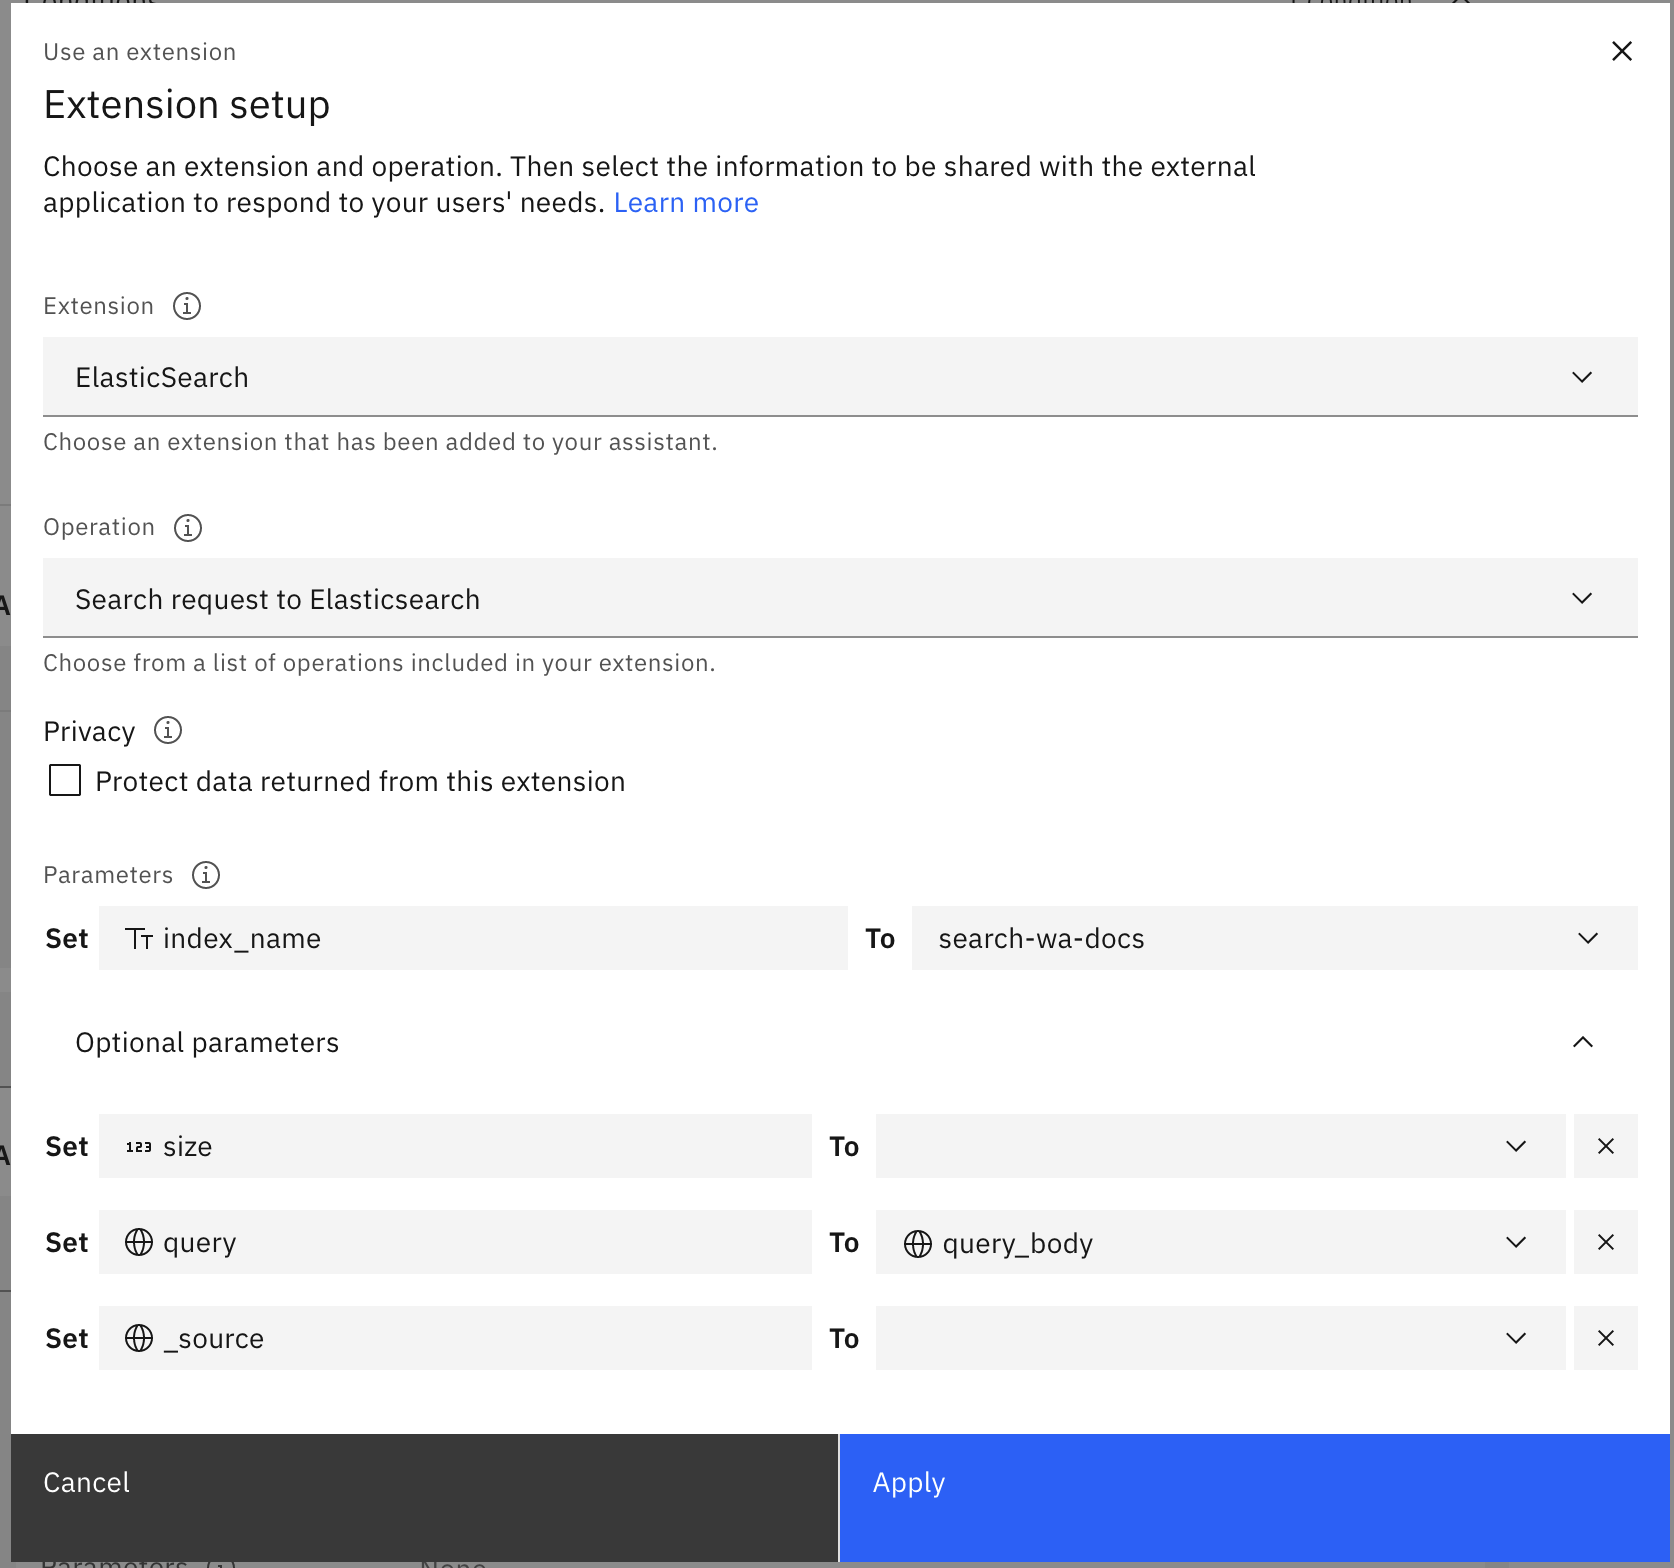 Use an extension
Extension setup
Choose an extension and operation. Then select the information to be shared with the external
application to respond to your users' needs. Learn more
Extension
ElasticSearch
Choose an extension that has been added to your assistant.
Operation
Search request to Elasticsearch
Choose from a list of operations included in your extension.
Privacy
Protect data returned from this extension
Parameters
Set index_name To search-wa-docs
Optional parameters
Set 123 size To
Set query To query_body
Set _source To
Cancel Apply
Parameters None